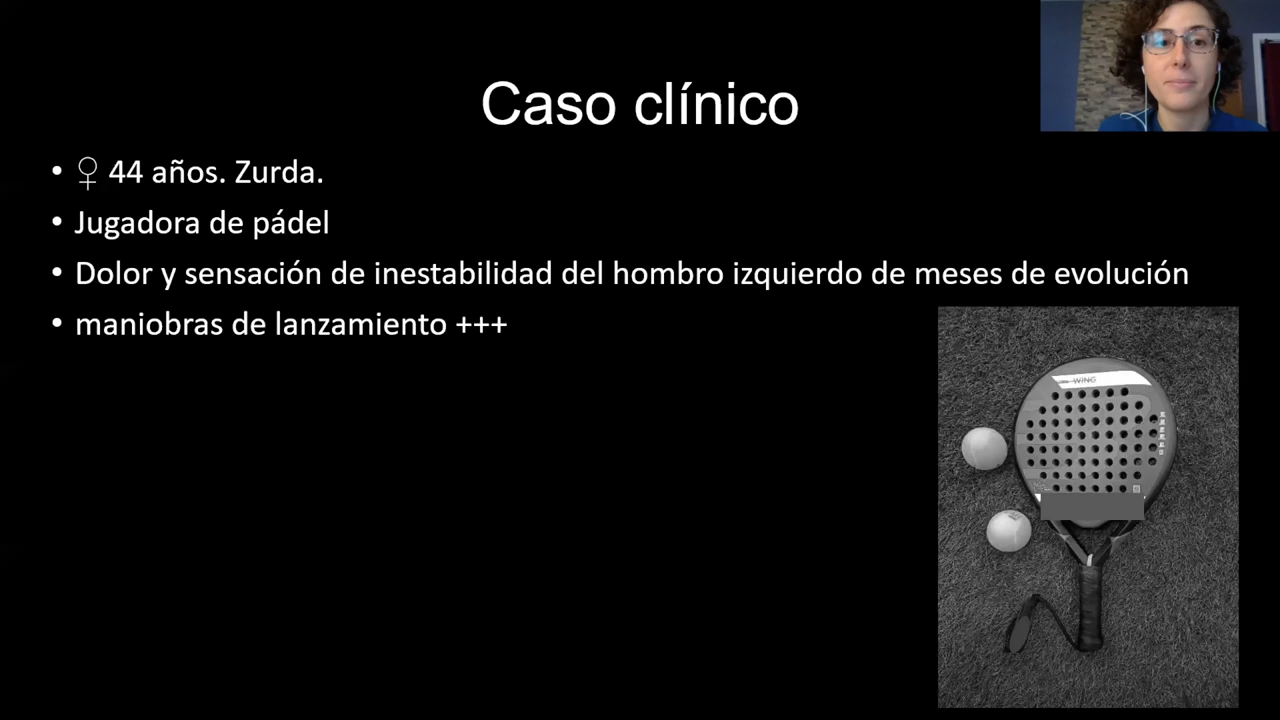 Caso clínico
• ♀ 44 años. Zurda.
• Jugadora de pádel
• Dolor y sensación de inestabilidad del hombro izquierdo de meses de evolución
• maniobras de lanzamiento +++
WING